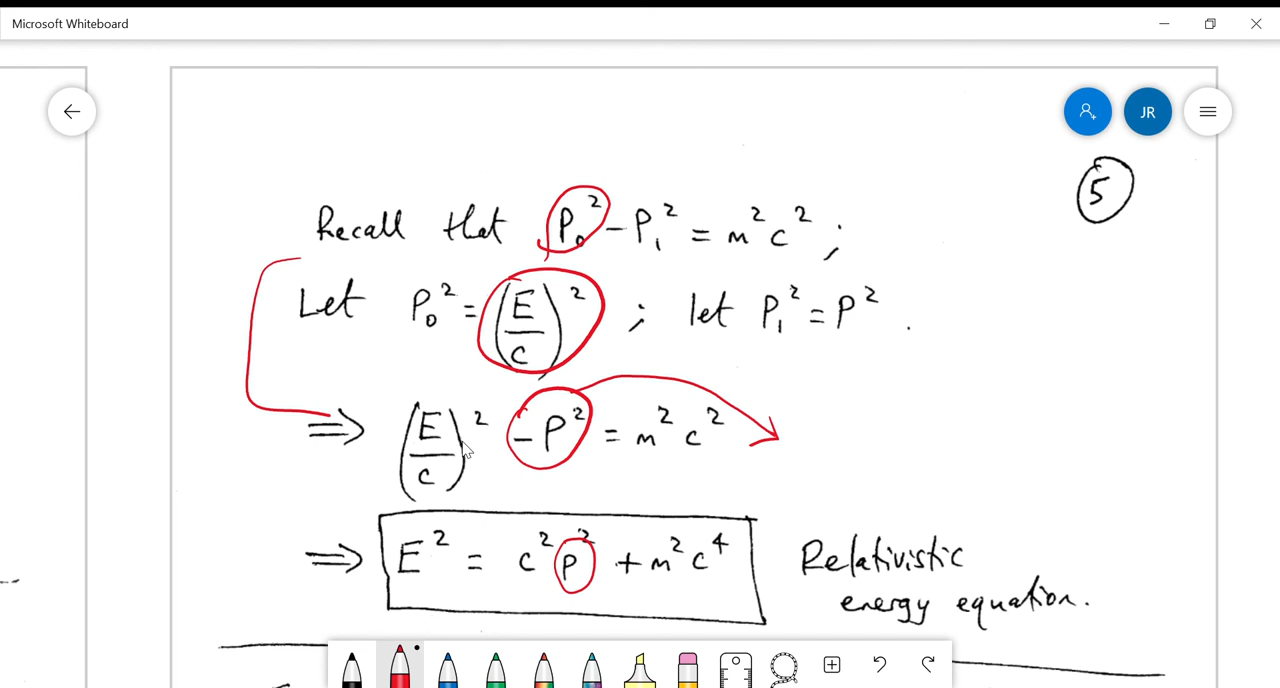 Microsoft Whiteboard
JR
5
Recall that P₀² - P₁² = m²c² ;
Let P₀² = (E/c)² ; let P₁² = P² .
⇒ (E/c)² - P² = m²c²
⇒ E² = c²p² + m²c⁴ Relativistic
energy equation.